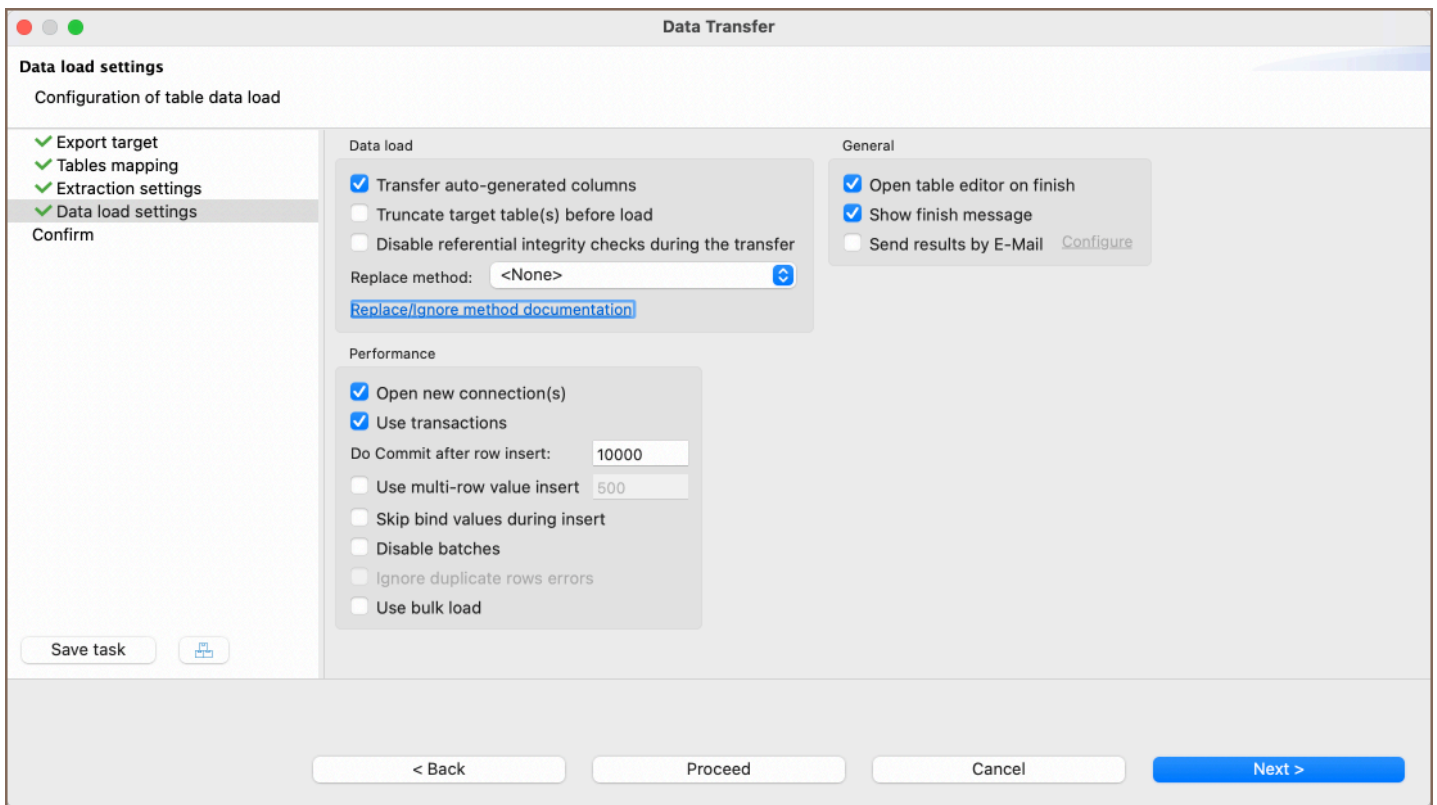 Data Transfer
Data load settings
Configuration of table data load
Export target
Tables mapping
Extraction settings
Data load settings
Confirm
Save task
Data load
Transfer auto-generated columns
Truncate target table(s) before load
Disable referential integrity checks during the transfer
Replace method: <None>
Replace/Ignore method documentation
General
Open table editor on finish
Show finish message
Send results by E-Mail Configure
Performance
Open new connection(s)
Use transactions
Do Commit after row insert: 10000
Use multi-row value insert 500
Skip bind values during insert
Disable batches
Ignore duplicate rows errors
Use bulk load
< Back
Proceed
Cancel
Next >